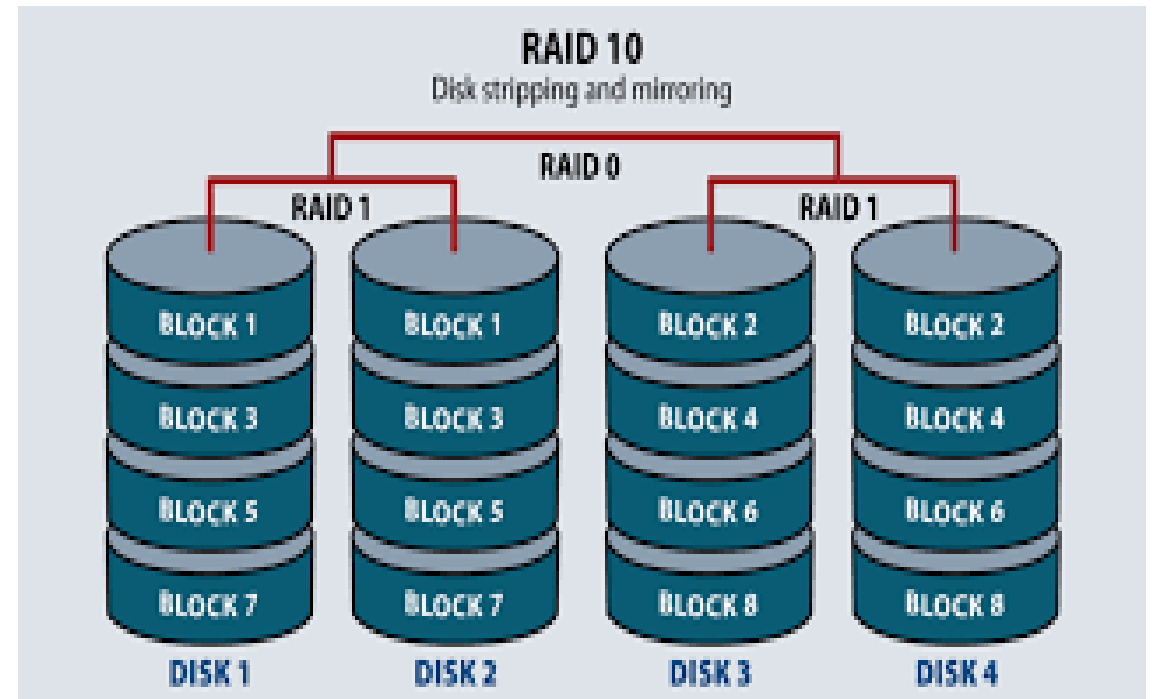 RAID 10
Disk stripping and mirroring
RAID 0
RAID 1 RAID 1
BLOCK 1 BLOCK 1 BLOCK 2 BLOCK 2
BLOCK 3 BLOCK 3 BLOCK 4 BLOCK 4
BLOCK 5 BLOCK 5 BLOCK 6 BLOCK 6
BLOCK 7 BLOCK 7 BLOCK 8 BLOCK 8
DISK 1 DISK 2 DISK 3 DISK 4